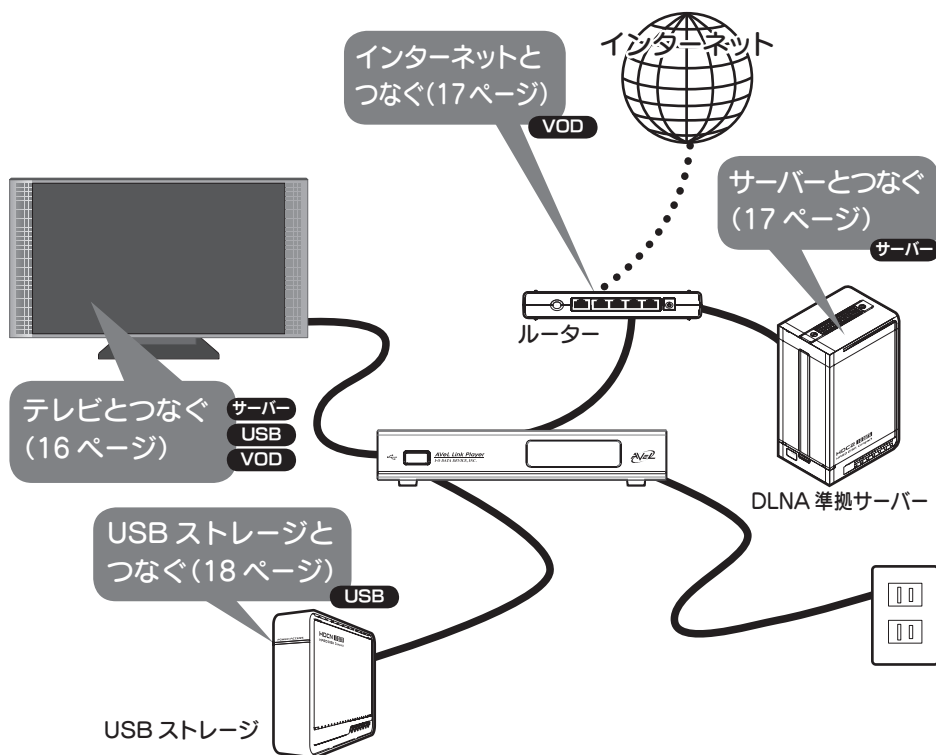 インターネットと
つなぐ(17ページ)
VOD
インターネット
サーバーとつなぐ
(17 ページ)
サーバー
ルーター
テレビとつなぐ
(16 ページ)
サーバー
USB
VOD
AVeL Link Player
I-O DATA DEVICE, INC.
AVeL
DLNA 準拠サーバー
USB ストレージと
つなぐ(18 ページ)
USB
USB ストレージ